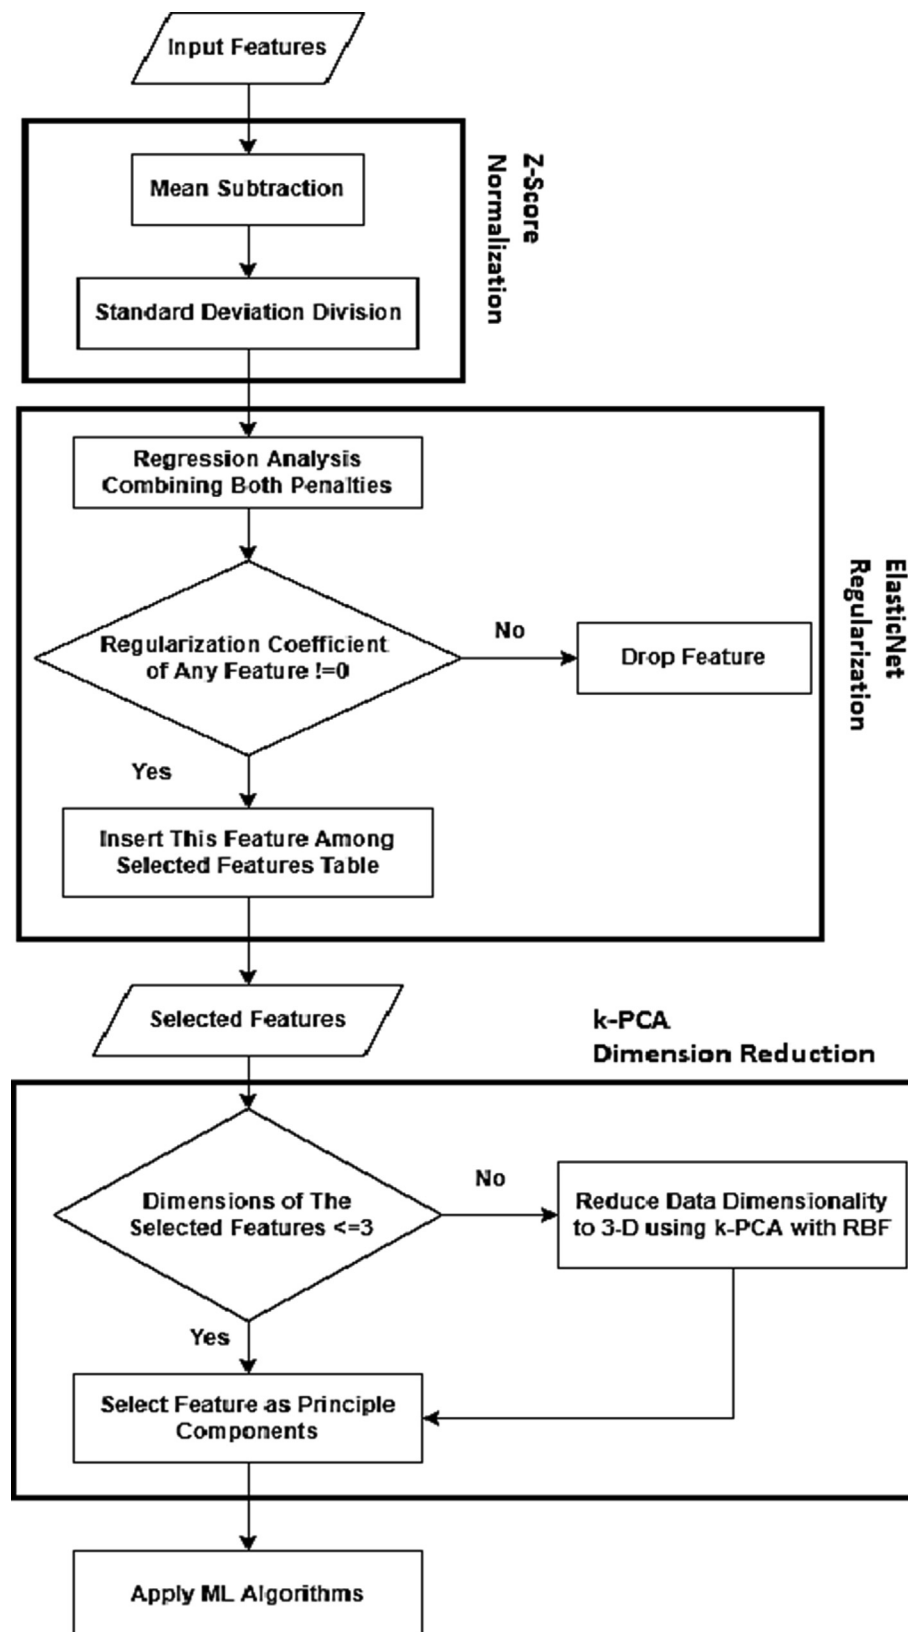 Input Features
Z-Score
Normalization
Mean Subtraction
Standard Deviation Division
Regression Analysis
Combining Both Penalties
ElasticNet
Regularization
Regularization Coefficient
of Any Feature !=0
No
Drop Feature
Yes
Insert This Feature Among
Selected Features Table
Selected Features
k-PCA
Dimension Reduction
Dimensions of The
Selected Features <=3
No
Reduce Data Dimensionality
to 3-D using k-PCA with RBF
Yes
Select Feature as Principle
Components
Apply ML Algorithms